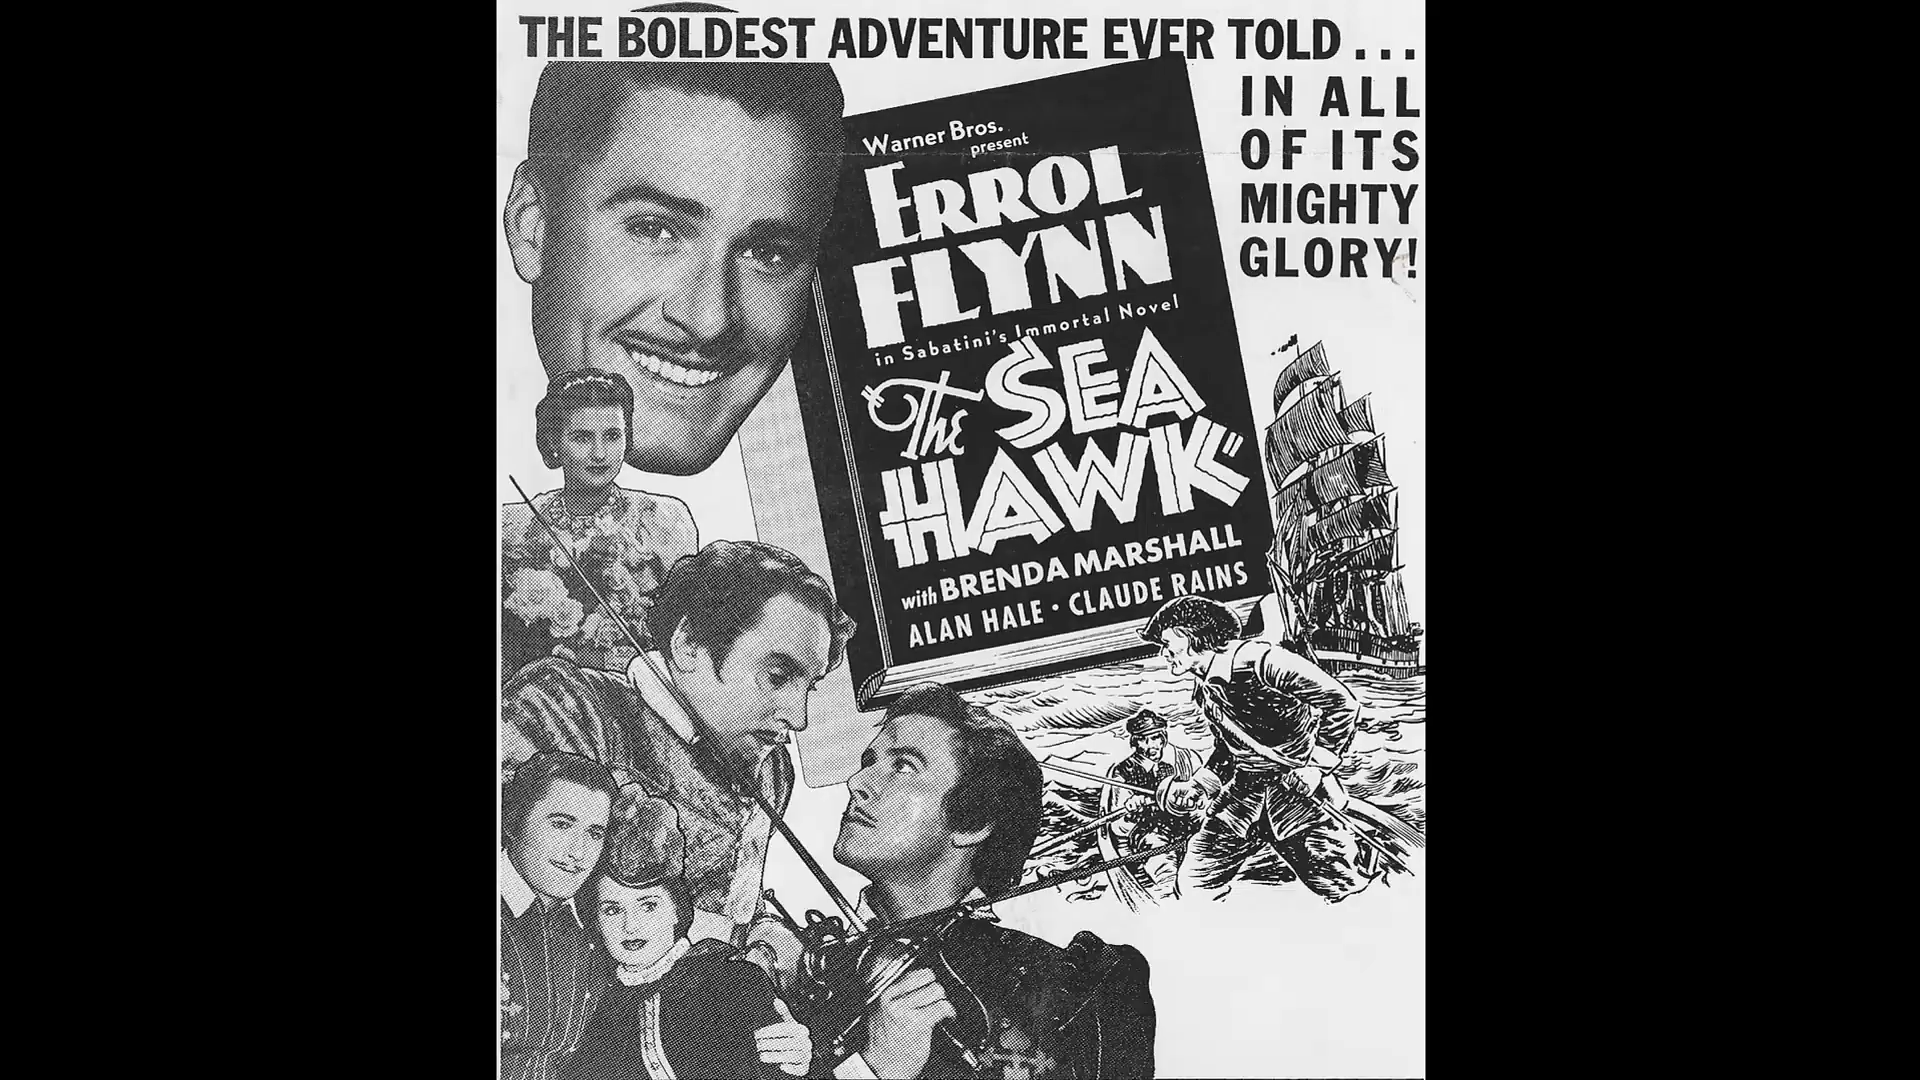 THE BOLDEST ADVENTURE EVER TOLD...
IN ALL
OF ITS
MIGHTY
GLORY!
Warner Bros.
present
ERROL
FLYNN
in Sabatini's Immortal Novel
"The SEA
HAWK"
with BRENDA MARSHALL
ALAN HALE · CLAUDE RAINS